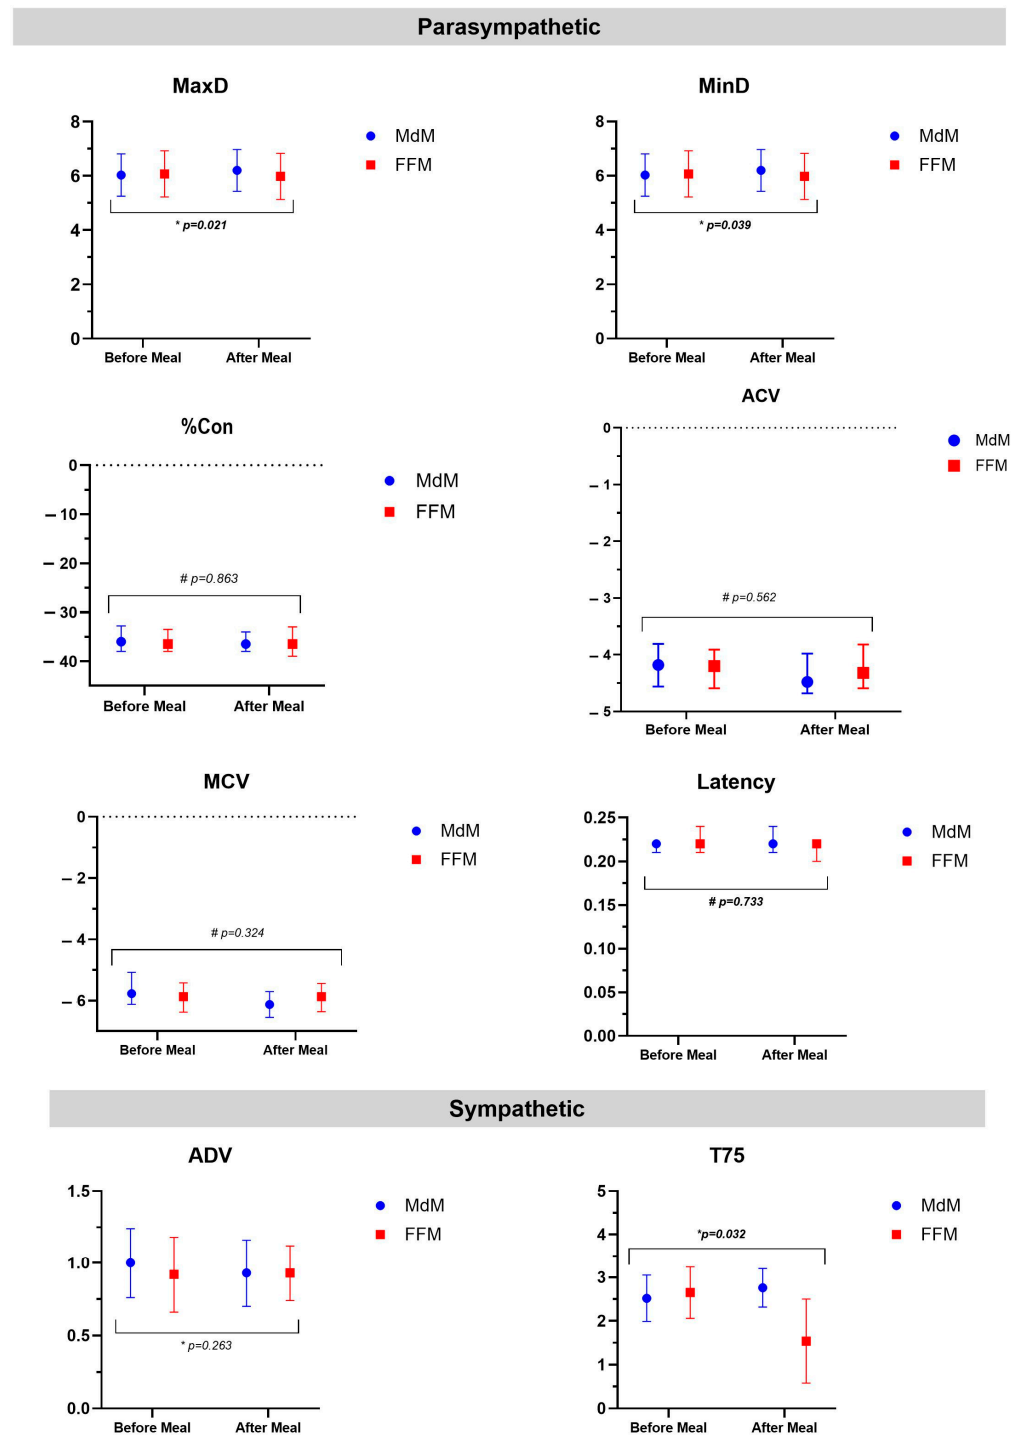 Parasympathetic
MaxD
8
6
4
2
0
* p=0.021
Before Meal After Meal
MdM
FFM
MinD
8
6
4
2
0
* p=0.039
Before Meal After Meal
MdM
FFM
%Con
0
– 10
– 20
– 30
– 40
# p=0.863
Before Meal After Meal
MdM
FFM
ACV
0
– 1
– 2
– 3
– 4
– 5
# p=0.562
Before Meal After Meal
MdM
FFM
MCV
0
– 2
– 4
– 6
# p=0.324
Before Meal After Meal
MdM
FFM
Latency
0.25
0.20
0.15
0.10
0.05
0.00
# p=0.733
Before Meal After Meal
MdM
FFM
Sympathetic
ADV
1.5
1.0
0.5
0.0
* p=0.263
Before Meal After Meal
MdM
FFM
T75
5
4
3
2
1
0
*p=0.032
Before Meal After Meal
MdM
FFM